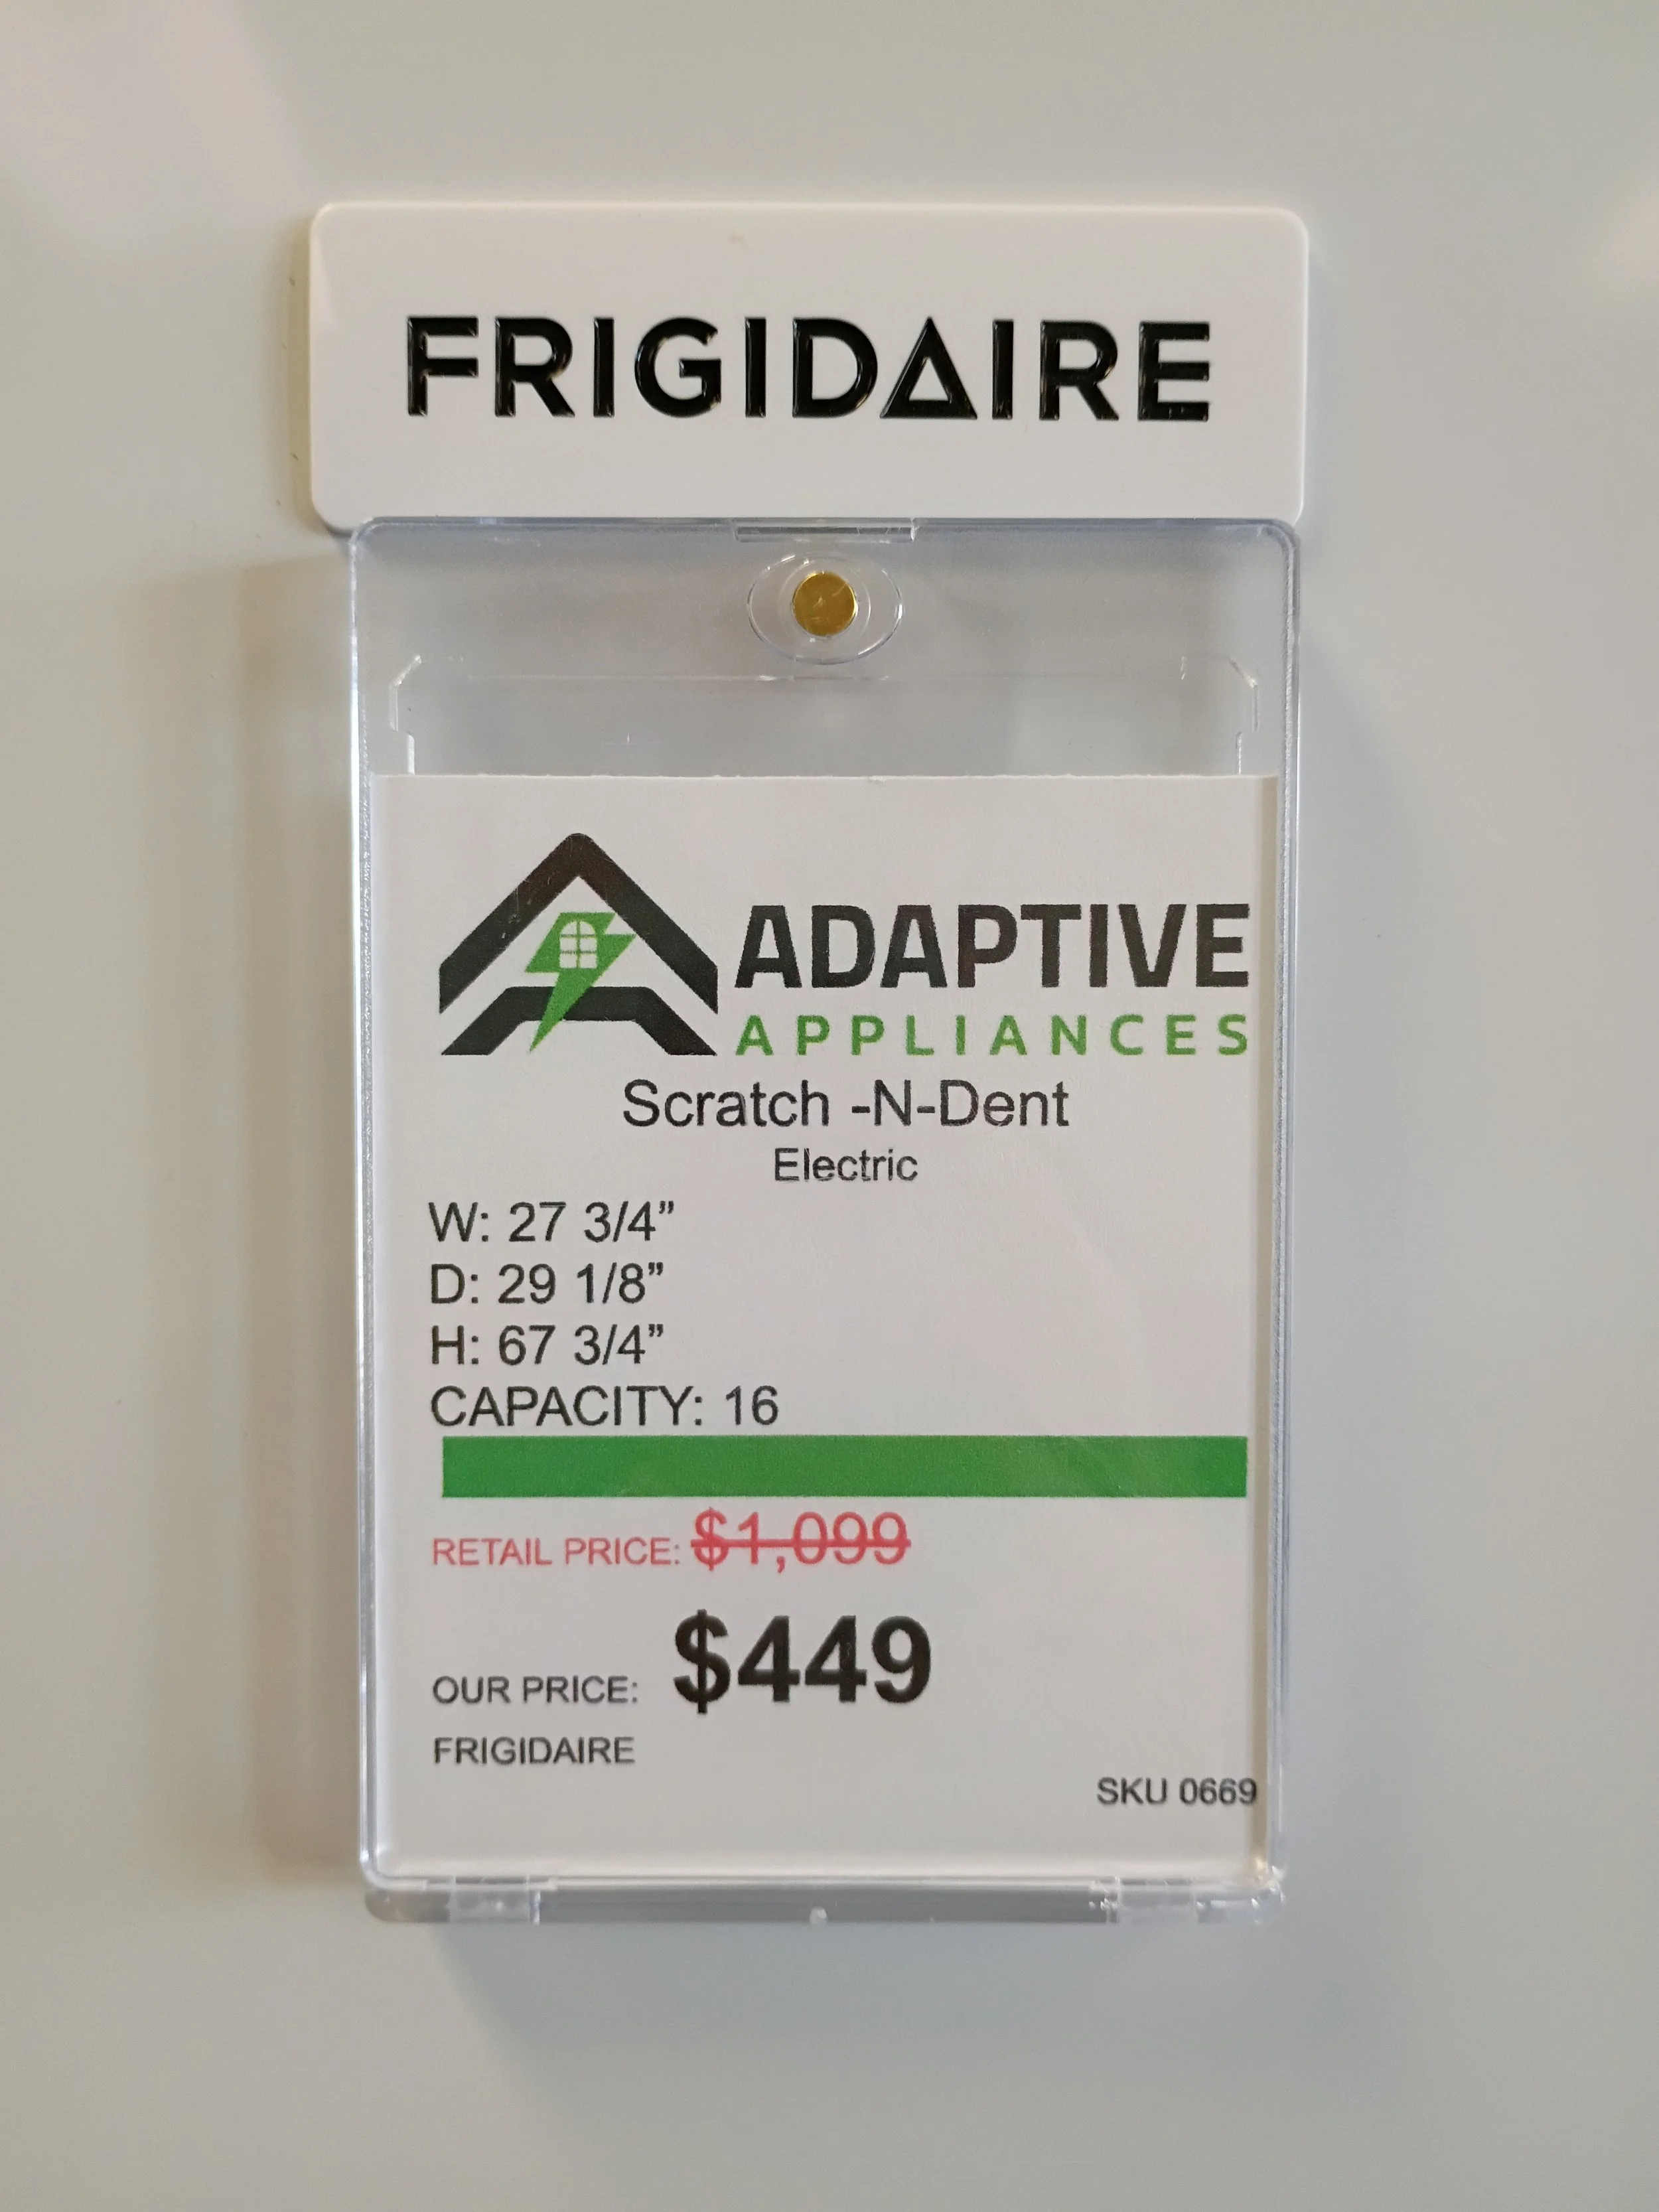 FRIGIDAIRE
ADAPTIVE
APPLIANCES
Scratch -N-Dent
Electric
W: 27 3/4”
D: 29 1/8”
H: 67 3/4”
CAPACITY: 16
RETAIL PRICE: $1,099
OUR PRICE: $449
FRIGIDAIRE
SKU 0669